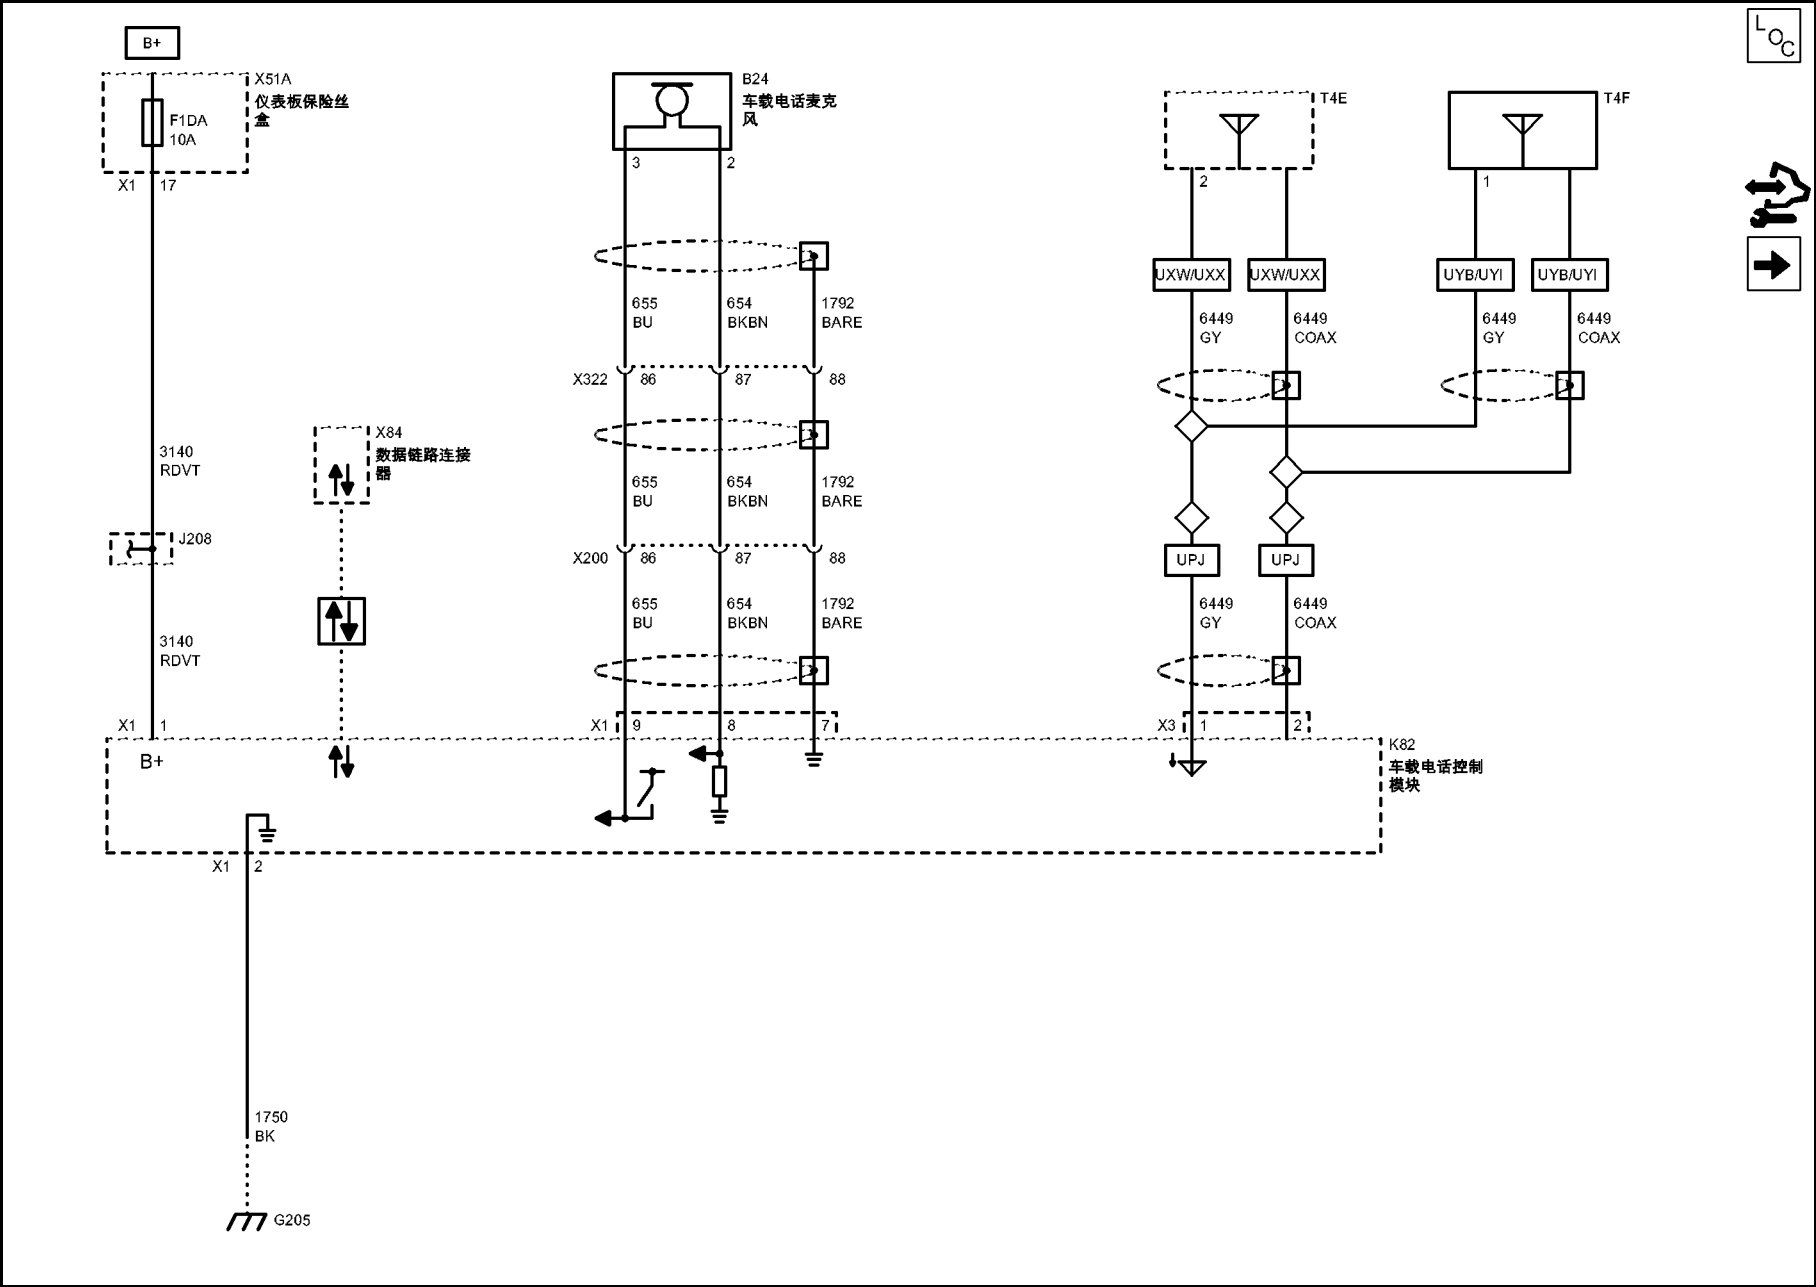 B+
X51A
仪表板保险丝
盒
F1DA
10A
X1 17
B24
车载电话麦克
风
3 2
T4E
T4F
2
1
LOC
UXW/UXX UXW/UXX UYB/UYI UYB/UYI
655
BU
654
BKBN
1792
BARE
6449
GY
6449
COAX
6449
GY
6449
COAX
X322 86 87 88
X84
数据链路连接
器
3140
RDVT
655
BU
654
BKBN
1792
BARE
J208
X200 86 87 88
UPJ UPJ
655
BU
654
BKBN
1792
BARE
6449
GY
6449
COAX
3140
RDVT
X1 1
X1 9 8 7
X3 1 2
B+
K82
车载电话控制
模块
X1 2
1750
BK
G205